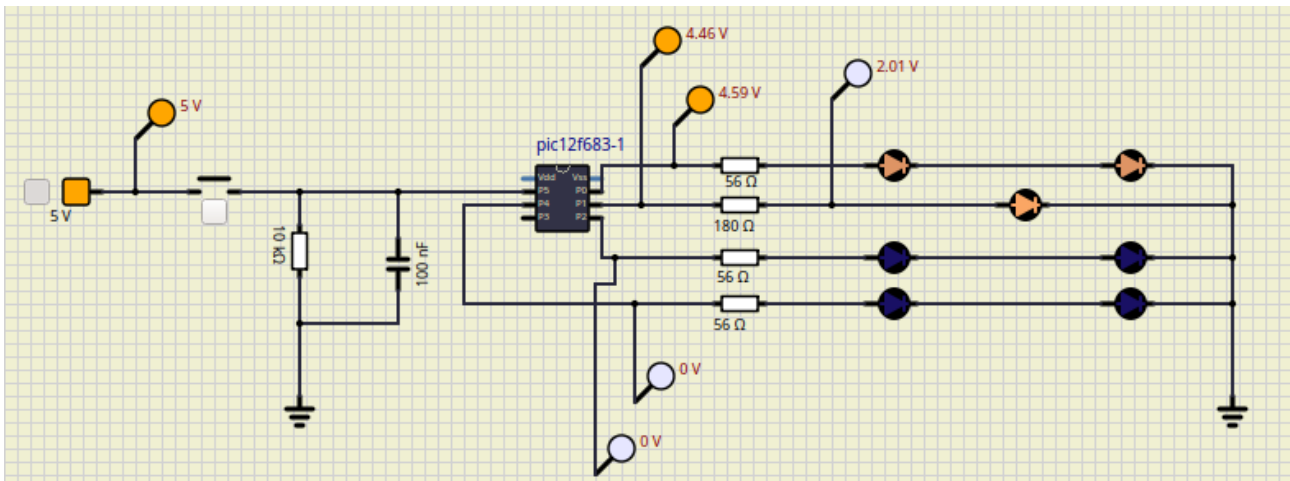 4.46 V
2.01 V
4.59 V
5 V
pic12f683-1
Vdd
Vss
56 Ω
P5
P0
5 V
P4
P1
P3
P2
180 Ω
10 kΩ
100 nF
56 Ω
56 Ω
0 V
0 V